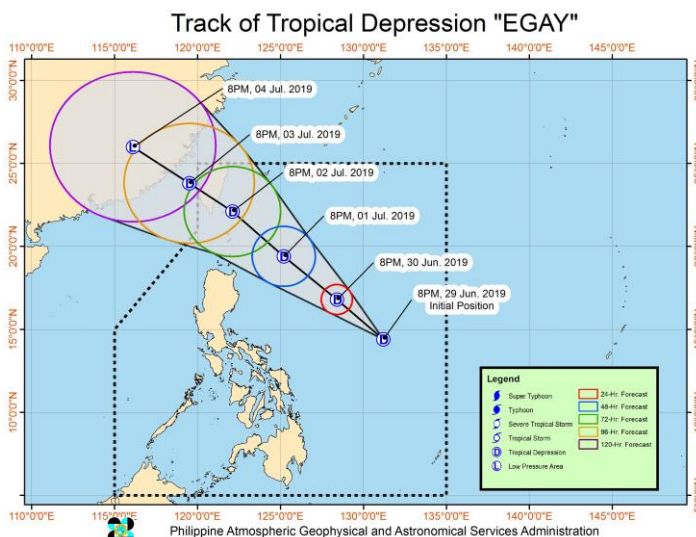 Track of Tropical Depression "EGAY"
110°0'0"E 115°0'0"E 120°0'0"E 125°0'0"E 130°0'0"E 135°0'0"E 140°0'0"E 145°0'0"E
30°0'0"N
25°0'0"N
20°0'0"N
15°0'0"N
10°0'0"N
8PM, 04 Jul. 2019
8PM, 03 Jul. 2019
8PM, 02 Jul. 2019
8PM, 01 Jul. 2019
8PM, 30 Jun. 2019
8PM, 29 Jun. 2019
Initial Position
L
D
D
D
D
D
Legend
Super Typhoon
Typhoon
Severe Tropical Storm
Tropical Storm
D Tropical Depression
L Low Pressure Area
24-Hr. Forecast
48-Hr. Forecast
72-Hr. Forecast
96-Hr. Forecast
120-Hr. Forecast
110°0'0"E 115°0'0"E 120°0'0"E 125°0'0"E 130°0'0"E 135°0'0"E 140°0'0"E 145°0'0"E
Philippine Atmospheric Geophysical and Astronomical Services Administration